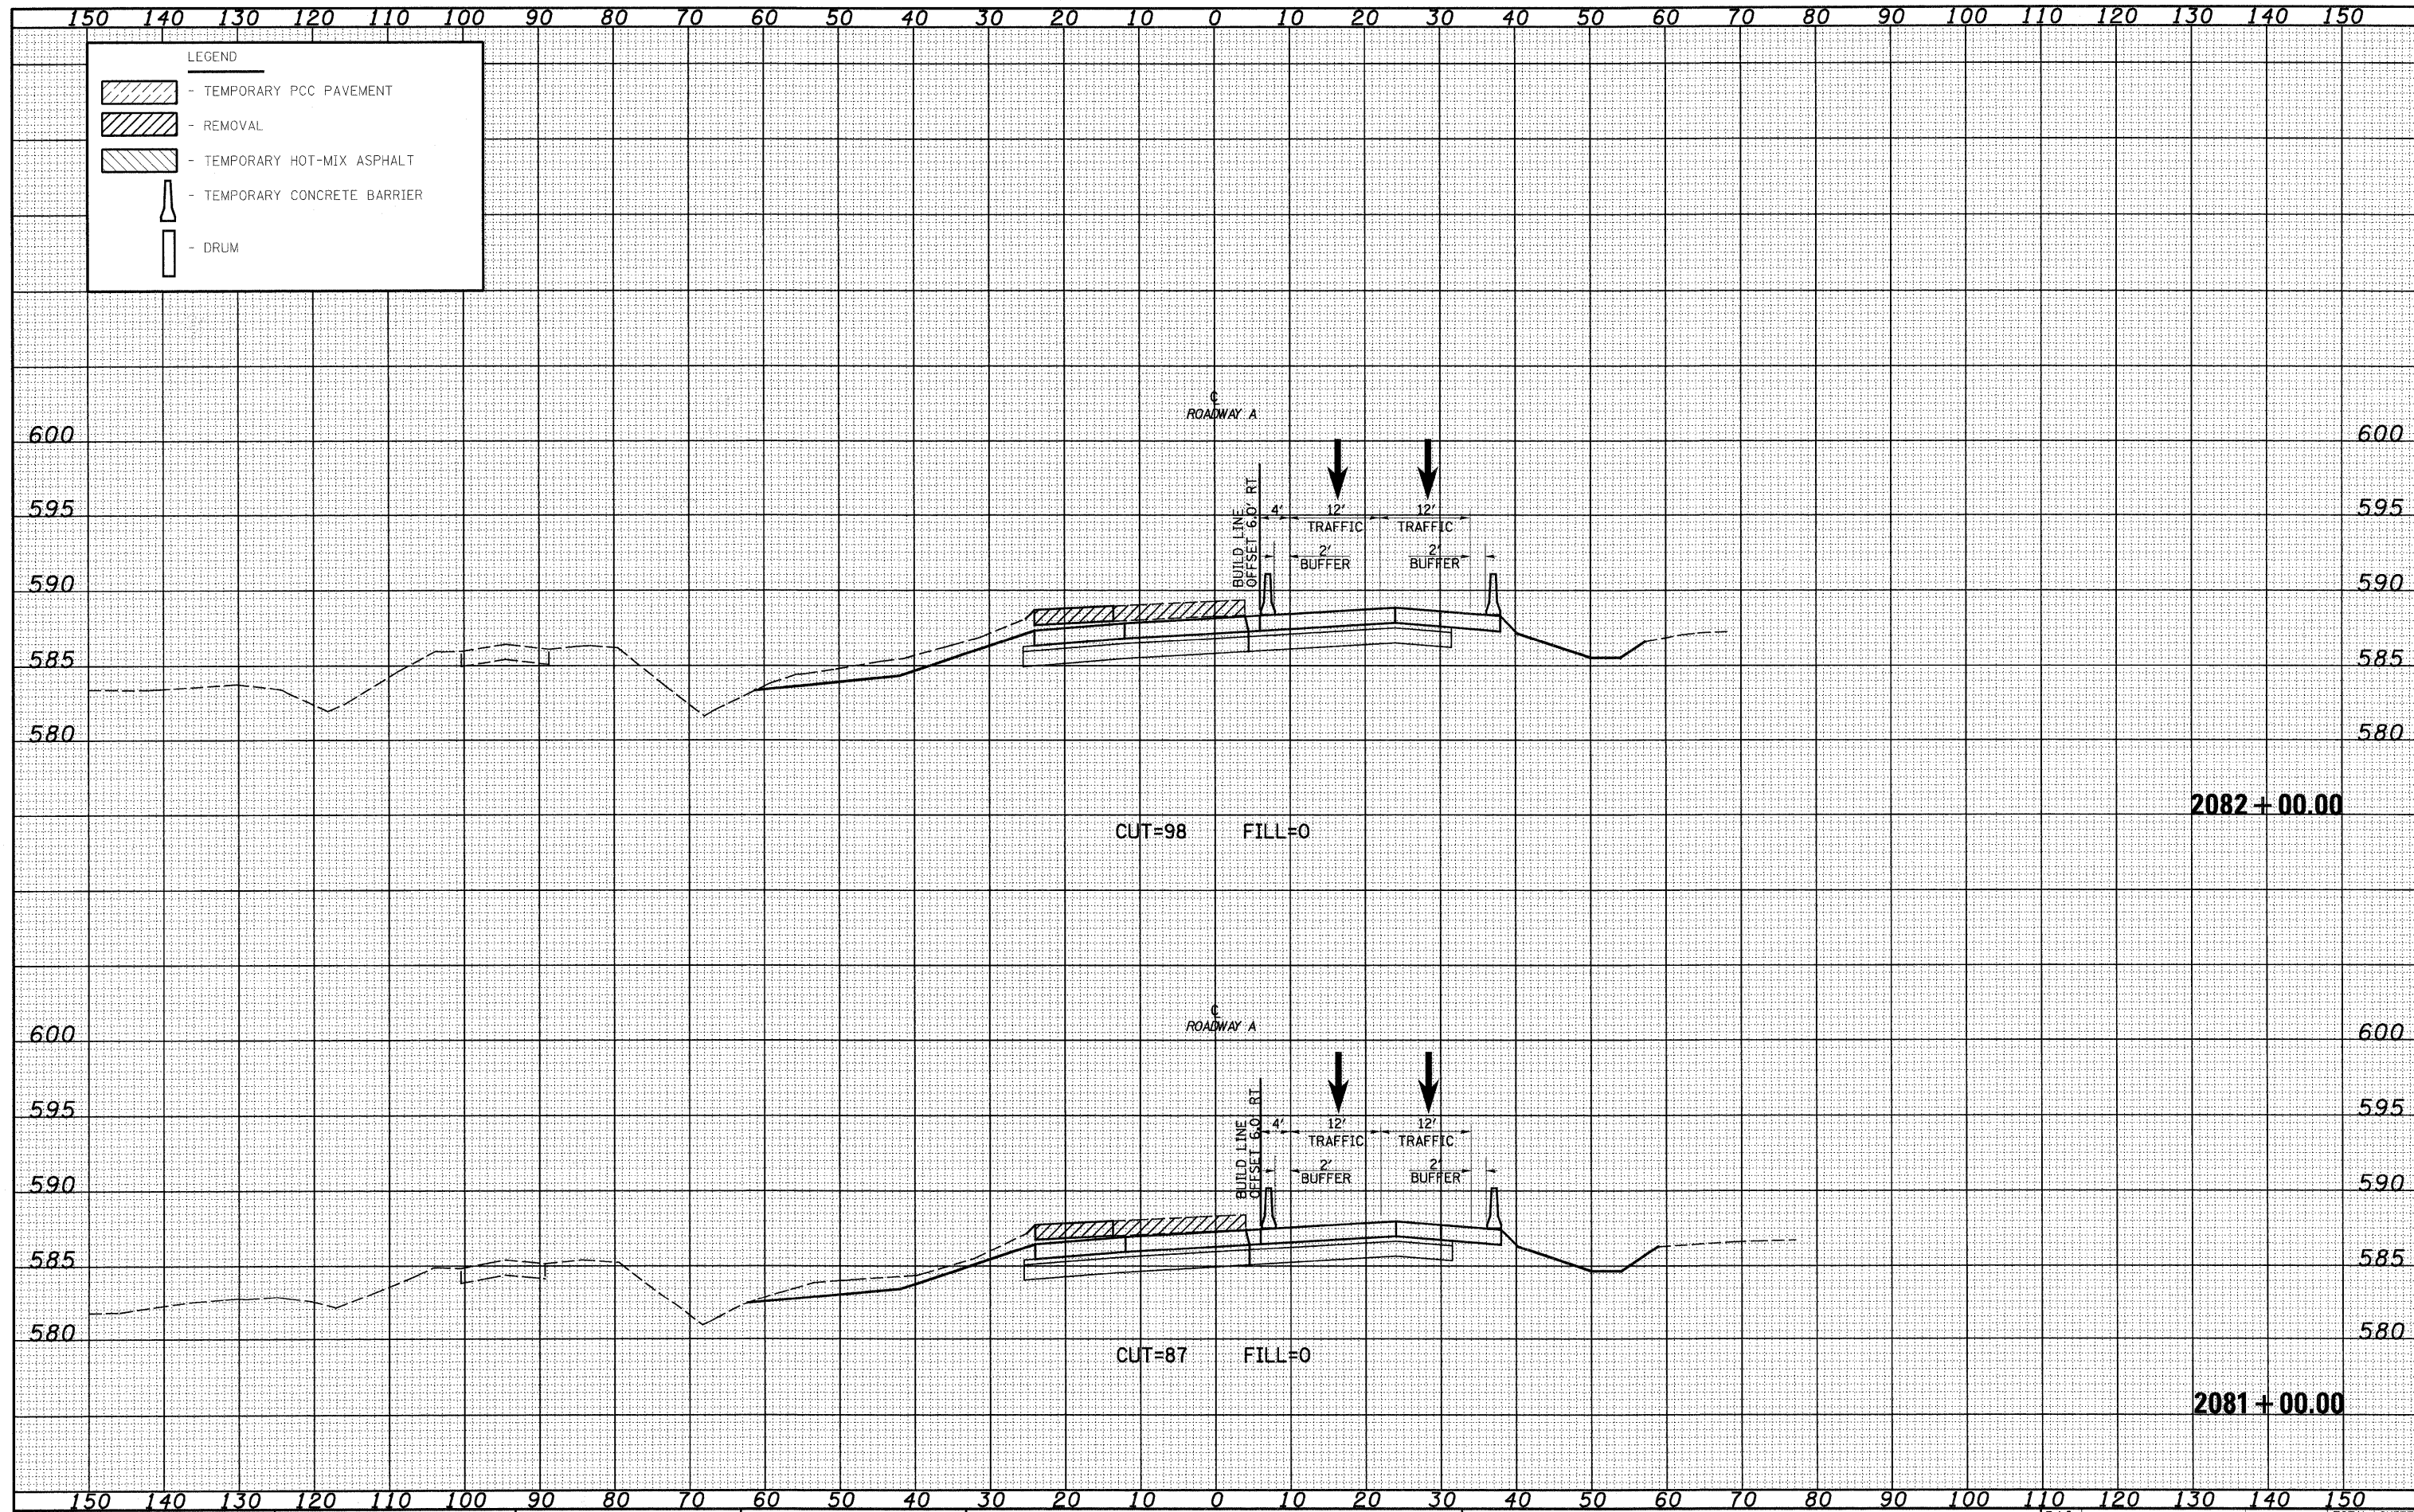 150 140 130 120 110 100 90 80 70 60 50 40 30 20 10 0 10 20 30 40 50 60 70 80 90 100 110 120 130 140 150
LEGEND
- TEMPORARY PCC PAVEMENT
- REMOVAL
- TEMPORARY HOT-MIX ASPHALT
- TEMPORARY CONCRETE BARRIER
- DRUM
℄
ROADWAY A
600 600
595 595
590 590
585 585
580 580
BUILD LINE
OFFSET 6.0' RT
4' 12' 12'
TRAFFIC TRAFFIC
2' 2'
BUFFER BUFFER
2082 + 00.00
CUT=98 FILL=0
℄
ROADWAY A
600 600
595 595
590 590
585 585
580 580
BUILD LINE
OFFSET 6.0' RT
4' 12' 12'
TRAFFIC TRAFFIC
2' 2'
BUFFER BUFFER
CUT=87 FILL=0
2081 + 00.00
150 140 130 120 110 100 90 80 70 60 50 40 30 20 10 0 10 20 30 40 50 60 70 80 90 100 110 120 130 140 150